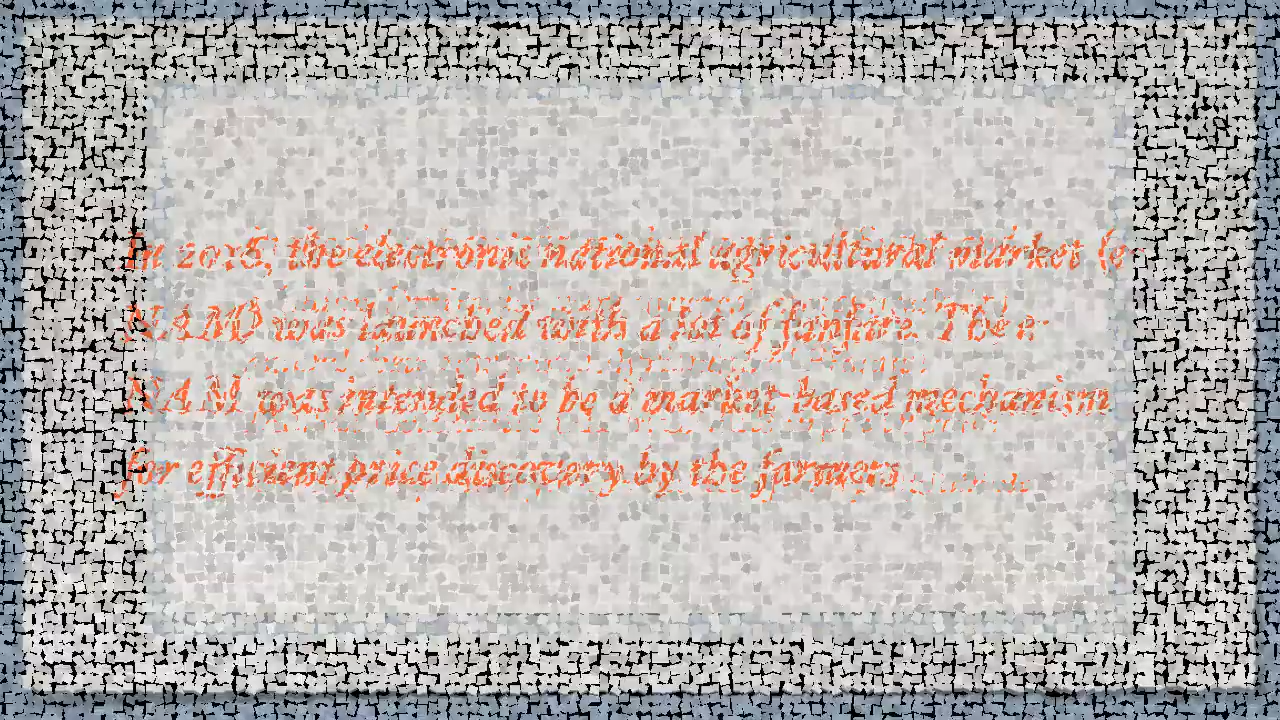 In the electronic national agricultural market (e-
NAM) was launched with a lot of fanfare. The e-
NAM was intended to be a market-based mechanism
for efficient price discovery by the farmers